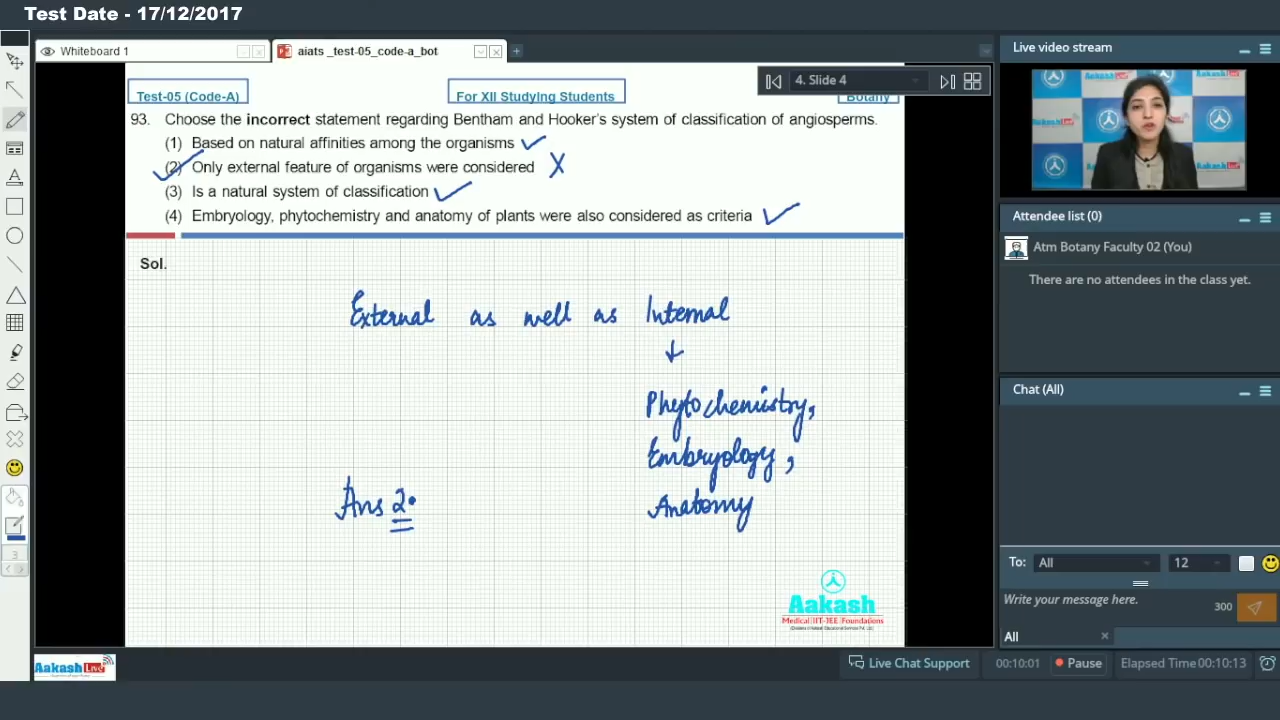 Test Date - 17/12/2017
Whiteboard 1
aiats _test-05_code-a_bot
Live video stream
4. Slide 4
Test-05 (Code-A)
For XII Studying Students
Botany
93. Choose the incorrect statement regarding Bentham and Hooker's system of classification of angiosperms.
(1) Based on natural affinities among the organisms
(2) Only external feature of organisms were considered
(3) Is a natural system of classification
(4) Embryology, phytochemistry and anatomy of plants were also considered as criteria
Sol.
External as well as Internal
Phytochemistry,
Embryology,
Anatomy
Ans 2.
Aakash
Medical|IIT-JEE|Foundations
Aakash
Attendee list (0)
Atm Botany Faculty 02 (You)
There are no attendees in the class yet.
Chat (All)
To: All 12
Write your message here. 300
All
3
Aakash Live
Live Chat Support 00:10:01 Pause Elapsed Time 00:10:13